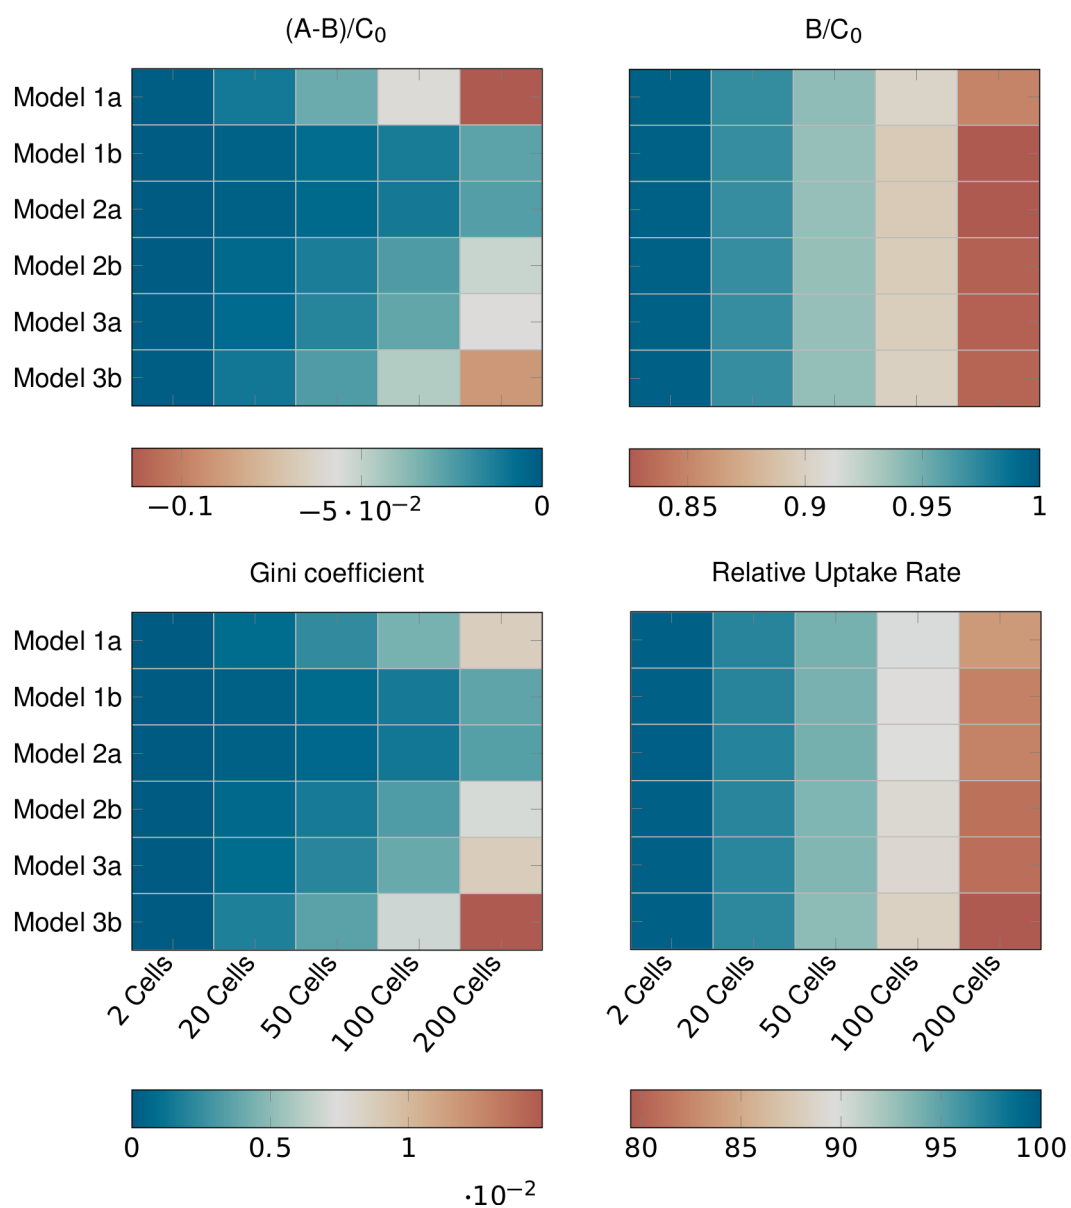 (A-B)/C₀ B/C₀
Model 1a
Model 1b
Model 2a
Model 2b
Model 3a
Model 3b
−0.1 −5·10⁻² 0 0.85 0.9 0.95 1
Gini coefficient Relative Uptake Rate
Model 1a
Model 1b
Model 2a
Model 2b
Model 3a
Model 3b
2 Cells 20 Cells 50 Cells 100 Cells 200 Cells 2 Cells 20 Cells 50 Cells 100 Cells 200 Cells
0 0.5 1 80 85 90 95 100
·10⁻²